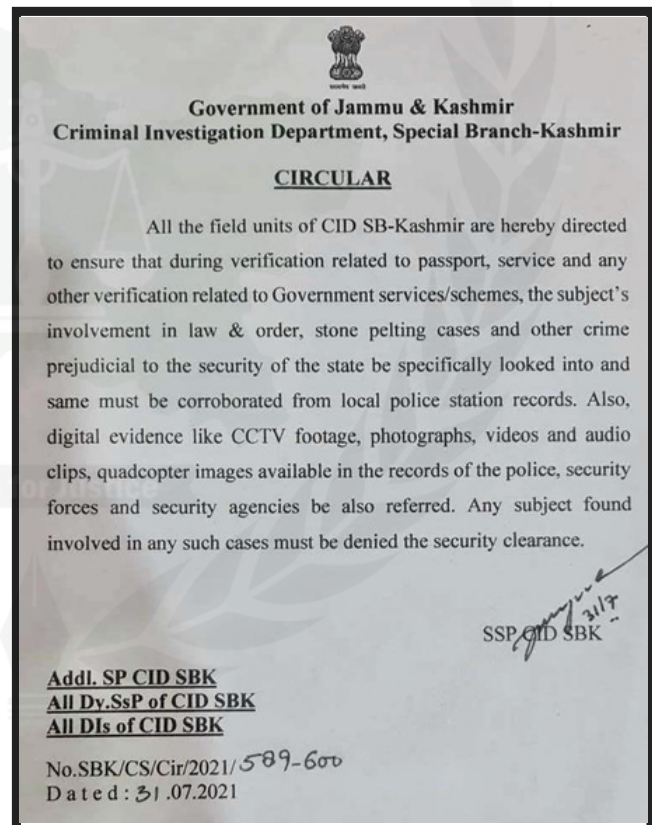 सत्यमेव जयते
Government of Jammu & Kashmir
Criminal Investigation Department, Special Branch-Kashmir
CIRCULAR
All the field units of CID SB-Kashmir are hereby directed
to ensure that during verification related to passport, service and any
other verification related to Government services/schemes, the subject's
involvement in law & order, stone pelting cases and other crime
prejudicial to the security of the state be specifically looked into and
same must be corroborated from local police station records. Also,
digital evidence like CCTV footage, photographs, videos and audio
clips, quadcopter images available in the records of the police, security
forces and security agencies be also referred. Any subject found
involved in any such cases must be denied the security clearance.
31/7
SSP CID SBK
Addl. SP CID SBK
All Dy.SsP of CID SBK
All DIs of CID SBK
No.SBK/CS/Cir/2021/589-600
Dated: 31.07.2021
or Justice